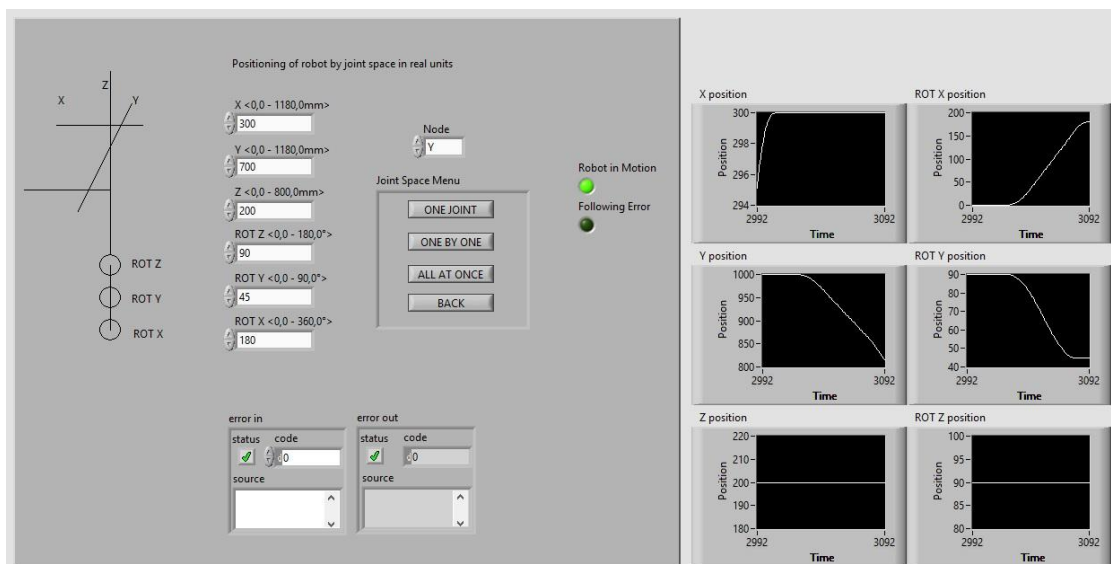 Positioning of robot by joint space in real units
Z
X
Y
ROT Z
ROT Y
ROT X
X <0,0 - 1180,0mm>
300
Y <0,0 - 1180,0mm>
700
Z <0,0 - 800,0mm>
200
ROT Z <0,0 - 180,0°>
90
ROT Y <0,0 - 90,0°>
45
ROT X <0,0 - 360,0°>
180
Node
Y
Joint Space Menu
ONE JOINT
ONE BY ONE
ALL AT ONCE
BACK
Robot in Motion
Following Error
error in
status code
0
source
error out
status code
0
source
X position
Position
300
298
296
294
2992 3092
Time
ROT X position
Position
200
150
100
50
0
2992 3092
Time
Y position
Position
1000
950
900
850
800
2992 3092
Time
ROT Y position
Position
90
80
70
60
50
40
2992 3092
Time
Z position
Position
220
210
200
190
180
2992 3092
Time
ROT Z position
Position
100
95
90
85
80
2992 3092
Time